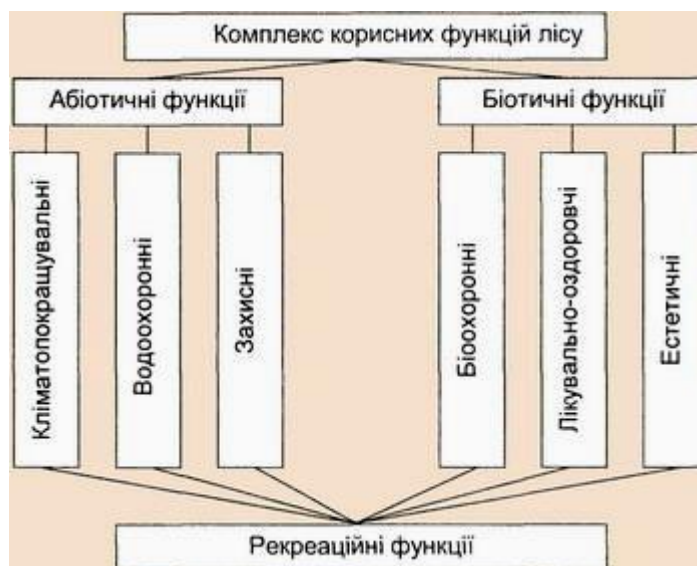 Комплекс корисних функцій лісу
Абіотичні функції
Біотичні функції
Кліматопокращувальні
Водоохоронні
Захисні
Біоохоронні
Лікувально-оздоровчі
Естетичні
Рекреаційні функції